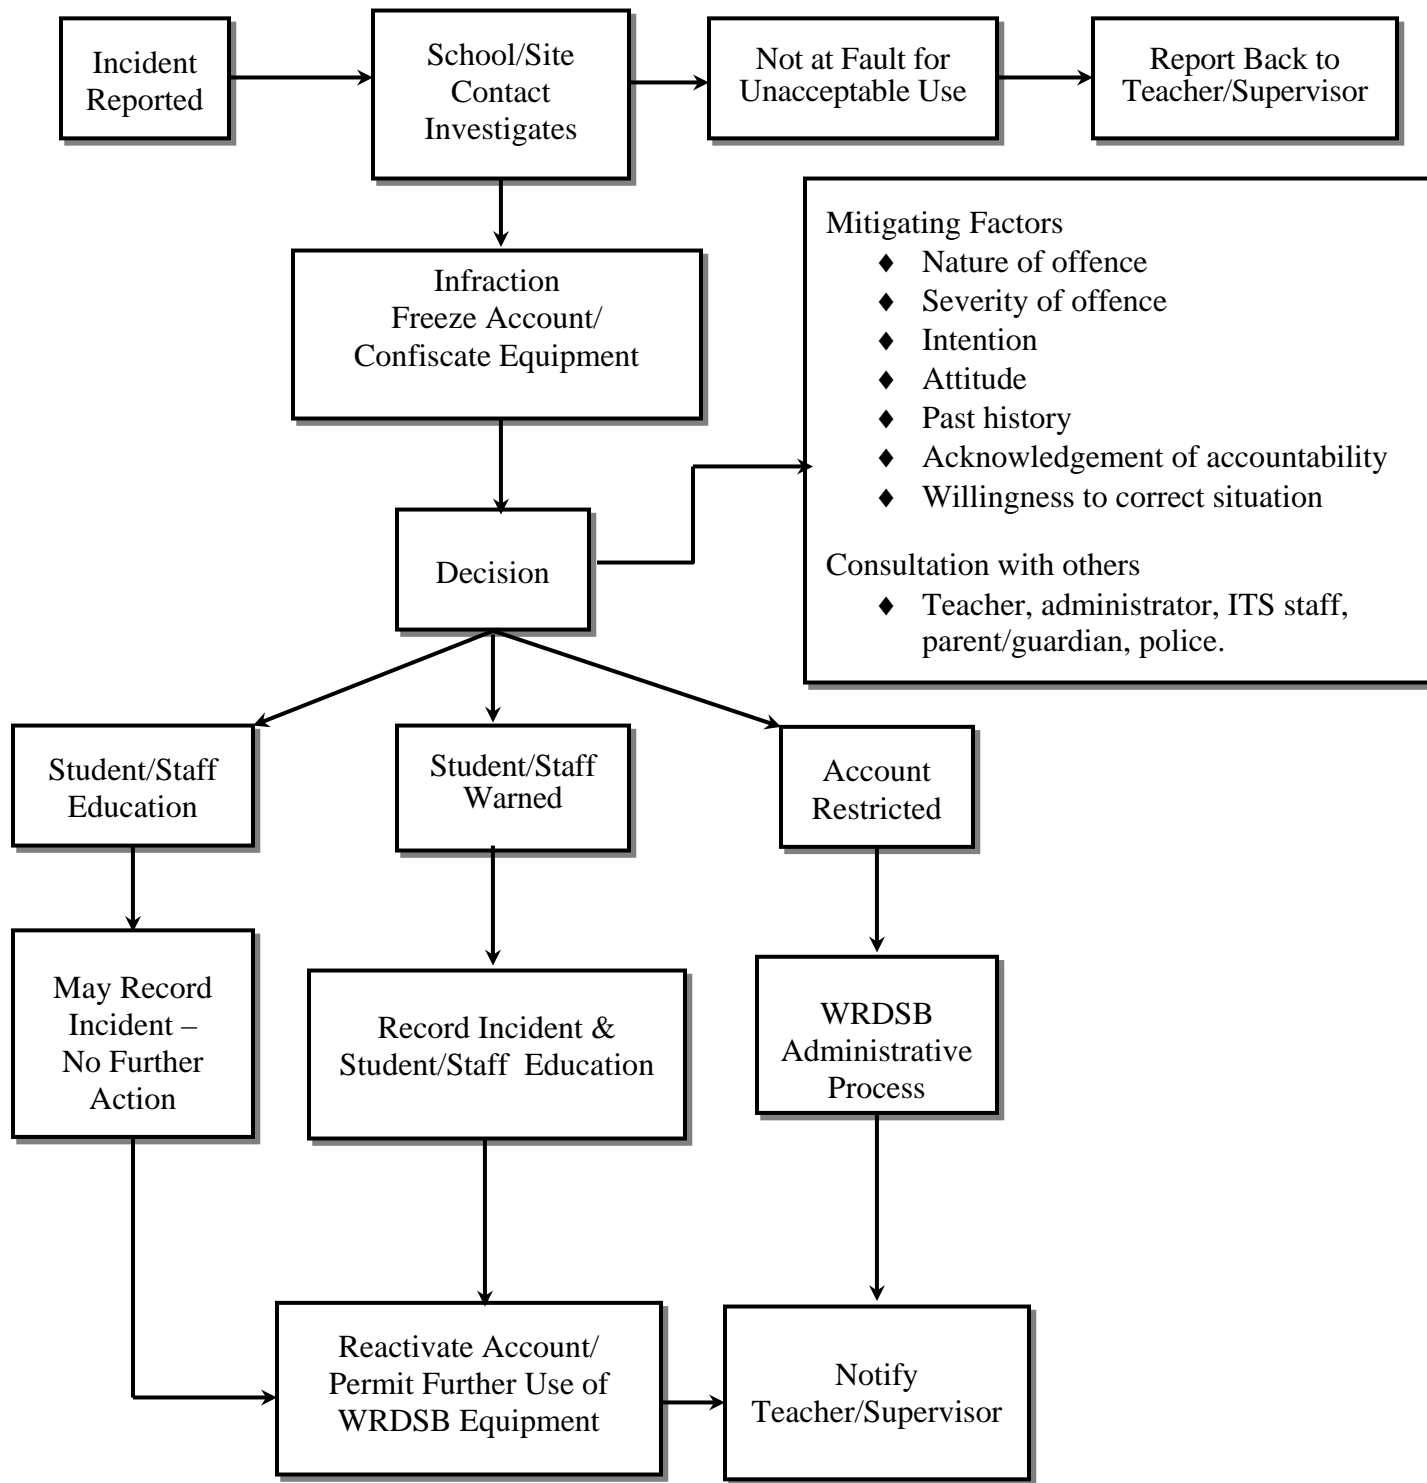 Incident
Reported
School/Site
Contact
Investigates
Not at Fault for
Unacceptable Use
Report Back to
Teacher/Supervisor
Mitigating Factors
♦ Nature of offence
♦ Severity of offence
♦ Intention
♦ Attitude
♦ Past history
♦ Acknowledgement of accountability
♦ Willingness to correct situation
Consultation with others
♦ Teacher, administrator, ITS staff,
parent/guardian, police.
Infraction
Freeze Account/
Confiscate Equipment
Decision
Student/Staff
Education
Student/Staff
Warned
Account
Restricted
May Record
Incident –
No Further
Action
Record Incident &
Student/Staff Education
WRDSB
Administrative
Process
Reactivate Account/
Permit Further Use of
WRDSB Equipment
Notify
Teacher/Supervisor